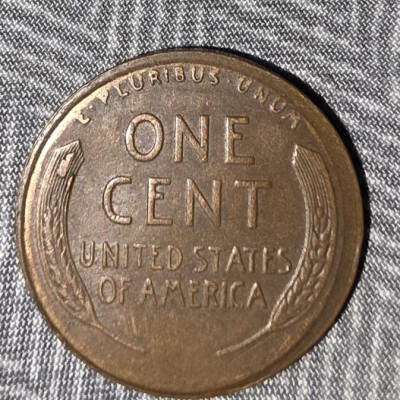 E·PLURIBUS·UNUM
ONE
CENT
UNITED STATES
OF AMERICA